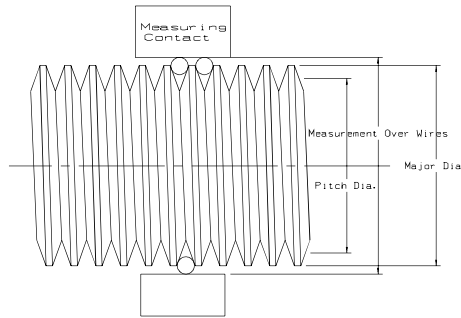 Measuring
Contact
Measurement Over Wires
Major Dia
Pitch Dia.